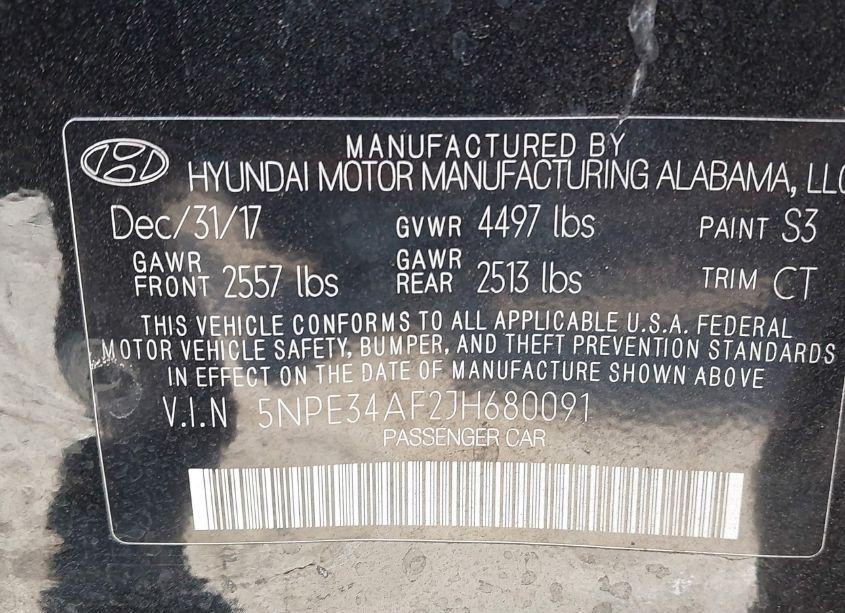 MANUFACTURED BY
HYUNDAI MOTOR MANUFACTURING ALABAMA, LLC
Dec/31/17 GVWR 4497 lbs PAINT S3
GAWR FRONT 2557 lbs GAWR REAR 2513 lbs TRIM CT
THIS VEHICLE CONFORMS TO ALL APPLICABLE U.S.A. FEDERAL
MOTOR VEHICLE SAFETY, BUMPER, AND THEFT PREVENTION STANDARDS
IN EFFECT ON THE DATE OF MANUFACTURE SHOWN ABOVE
V.I.N 5NPE34AF2JH680091
PASSENGER CAR